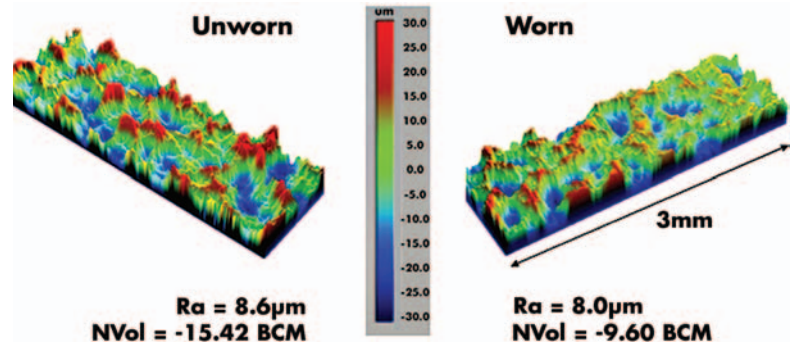 Unworn
um
30.0
25.0
20.0
15.0
10.0
5.0
0.0
-5.0
-10.0
-15.0
-20.0
-25.0
-30.0
Worn
3mm
Ra = 8.6µm
NVol = -15.42 BCM
Ra = 8.0µm
NVol = -9.60 BCM